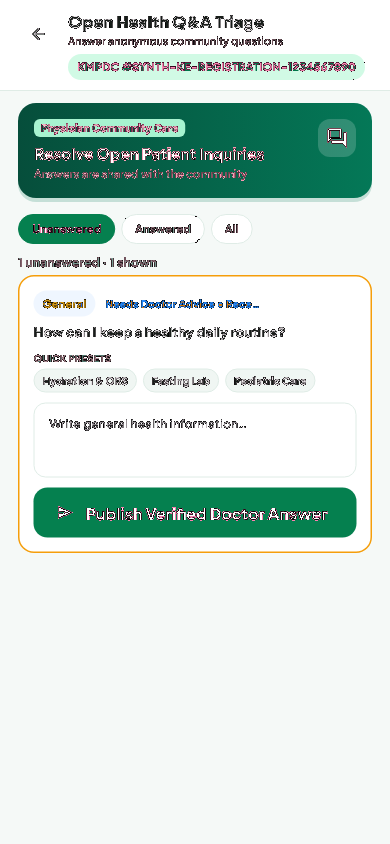 Open Health Q&A Triage
Answer anonymous community questions
KMPDC #SYNTH-KE-REGISTRATION-1234567890
Physician Community Care
Resolve Open Patient Inquiries
Answers are shared with the community
Unanswered
Answered
All
1 unanswered · 1 shown
General
Needs Doctor Advice • Rece...
How can I keep a healthy daily routine?
QUICK PRESETS
Hydration & ORS
Fasting Lab
Pediatric Care
Write general health information...
Publish Verified Doctor Answer